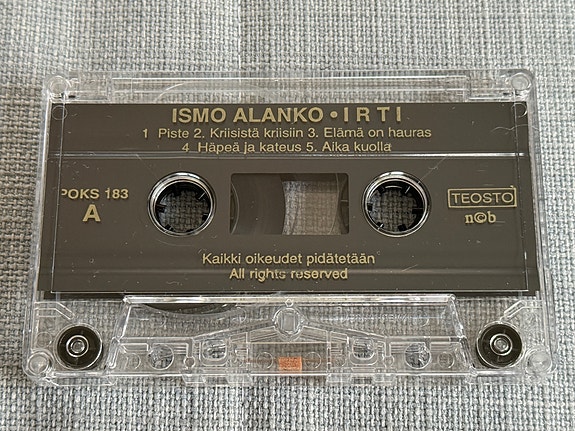 ISMO ALANKO • IRTI
1 Piste 2. Kriisistä kriisiin 3. Elämä on hauras
4. Häpeä ja kateus 5. Aika kuolla
POKS 183
A
TEOSTO
n©b
Kaikki oikeudet pidätetään
All rights reserved